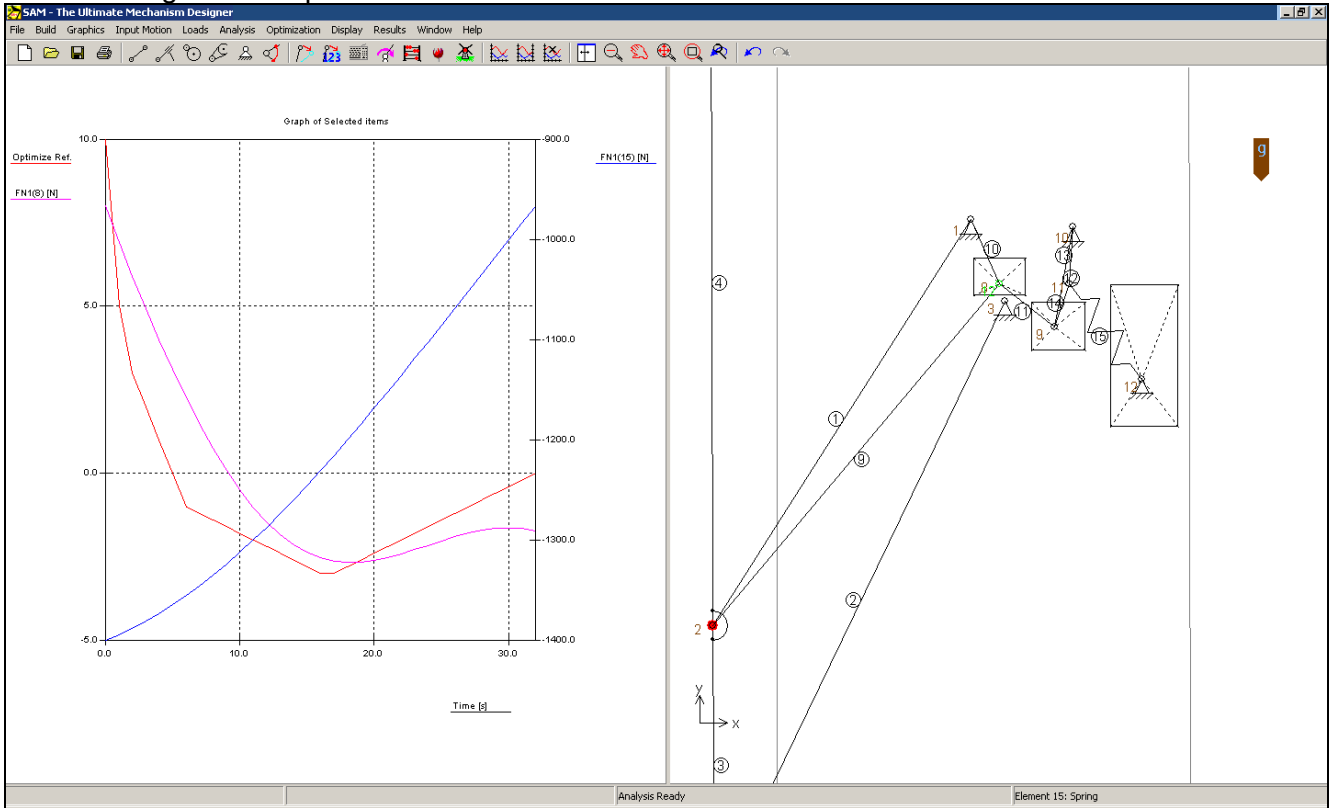 SAM - The Ultimate Mechanism Designer
File Build Graphics Input Motion Loads Analysis Optimization Display Results Window Help
123
Graph of Selected items
10.0
-900.0
Optimize Ref.
FN1(15) [N]
FN1(8) [N]
-1000.0
5.0
-1100.0
-1200.0
0.0
-1300.0
-5.0
-1400.0
0.0 10.0 20.0 30.0
Time [s]
g
1
10
10
13
4
8
11
12
3
11
14
9
15
12
1
9
2
2
y
x
3
Analysis Ready
Element 15: Spring